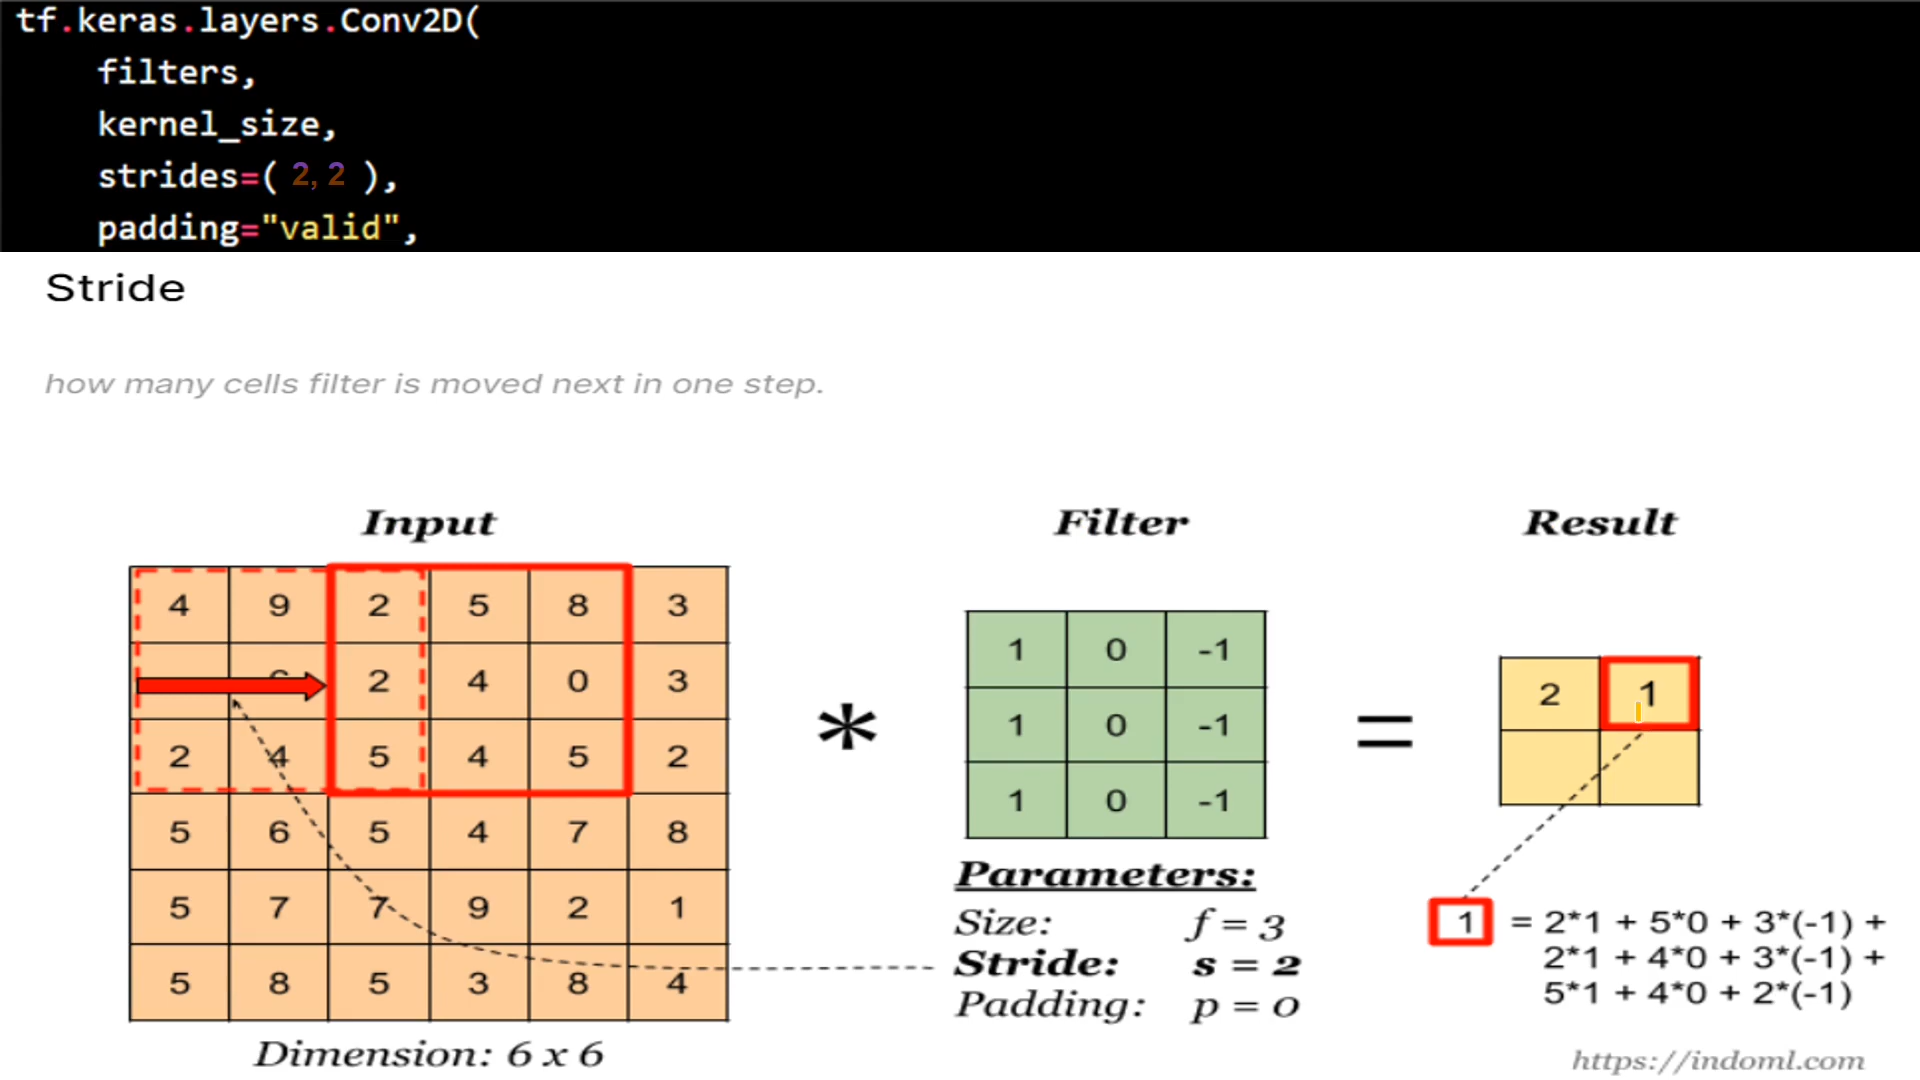 tf.keras.layers.Conv2D(
filters,
kernel_size,
strides=( 2, 2 ),
padding="valid",
Stride
how many cells filter is moved next in one step.
Input
Filter
Result
4 9 2 5 8 3
2 4 0 3
2 4 5 4 5 2
5 6 5 4 7 8
5 7 7 9 2 1
5 8 5 3 8 4
Dimension: 6 x 6
*
1 0 -1
1 0 -1
1 0 -1
Parameters:
Size: f = 3
Stride: s = 2
Padding: p = 0
=
2 1
1 = 2*1 + 5*0 + 3*(-1) +
2*1 + 4*0 + 3*(-1) +
5*1 + 4*0 + 2*(-1)
https://indoml.com